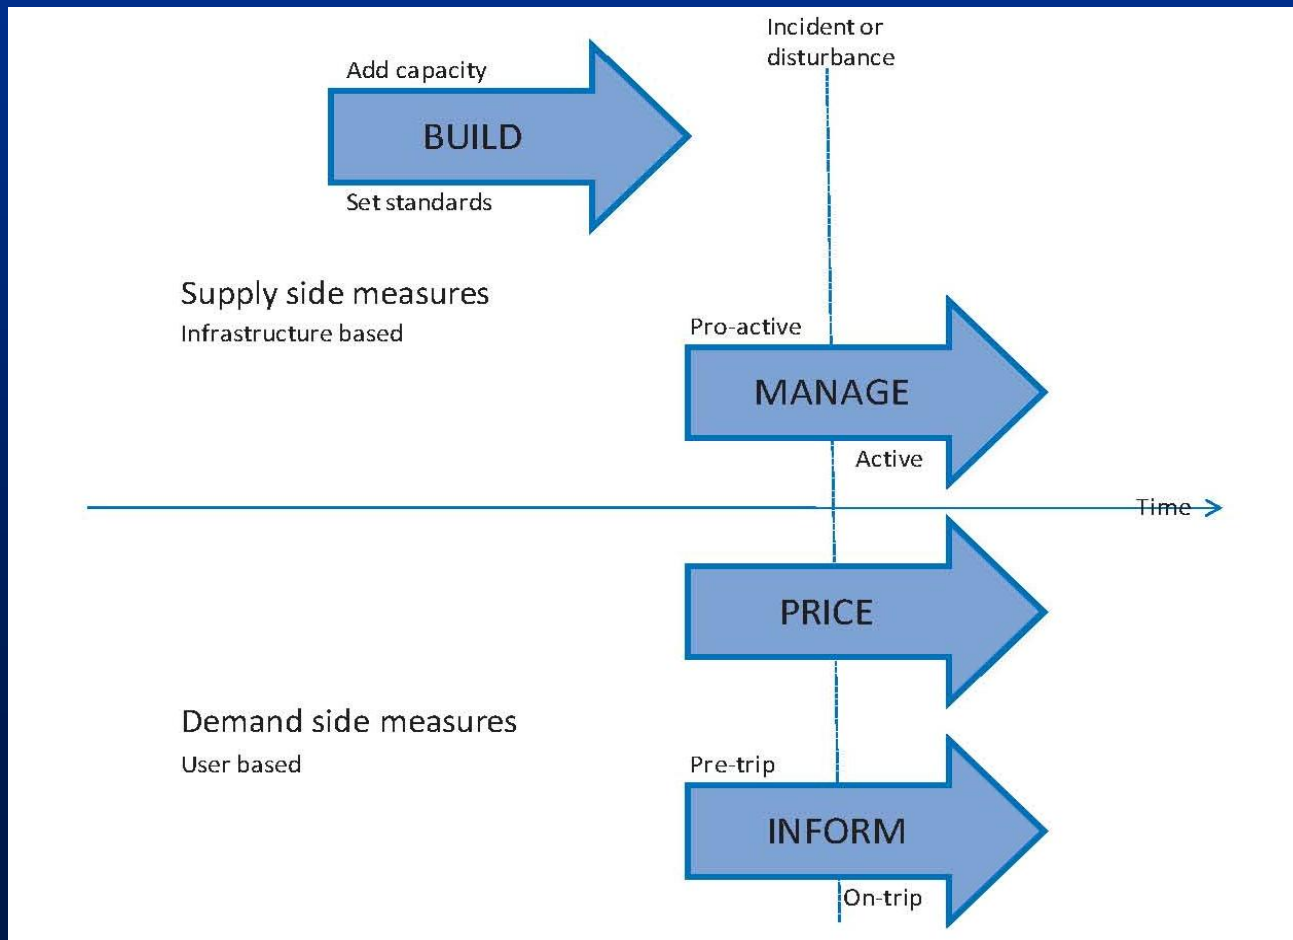 Incident or
disturbance
Add capacity
BUILD
Set standards
Supply side measures
Infrastructure based
Pro-active
MANAGE
Active
Time
PRICE
Demand side measures
User based
Pre-trip
INFORM
On-trip